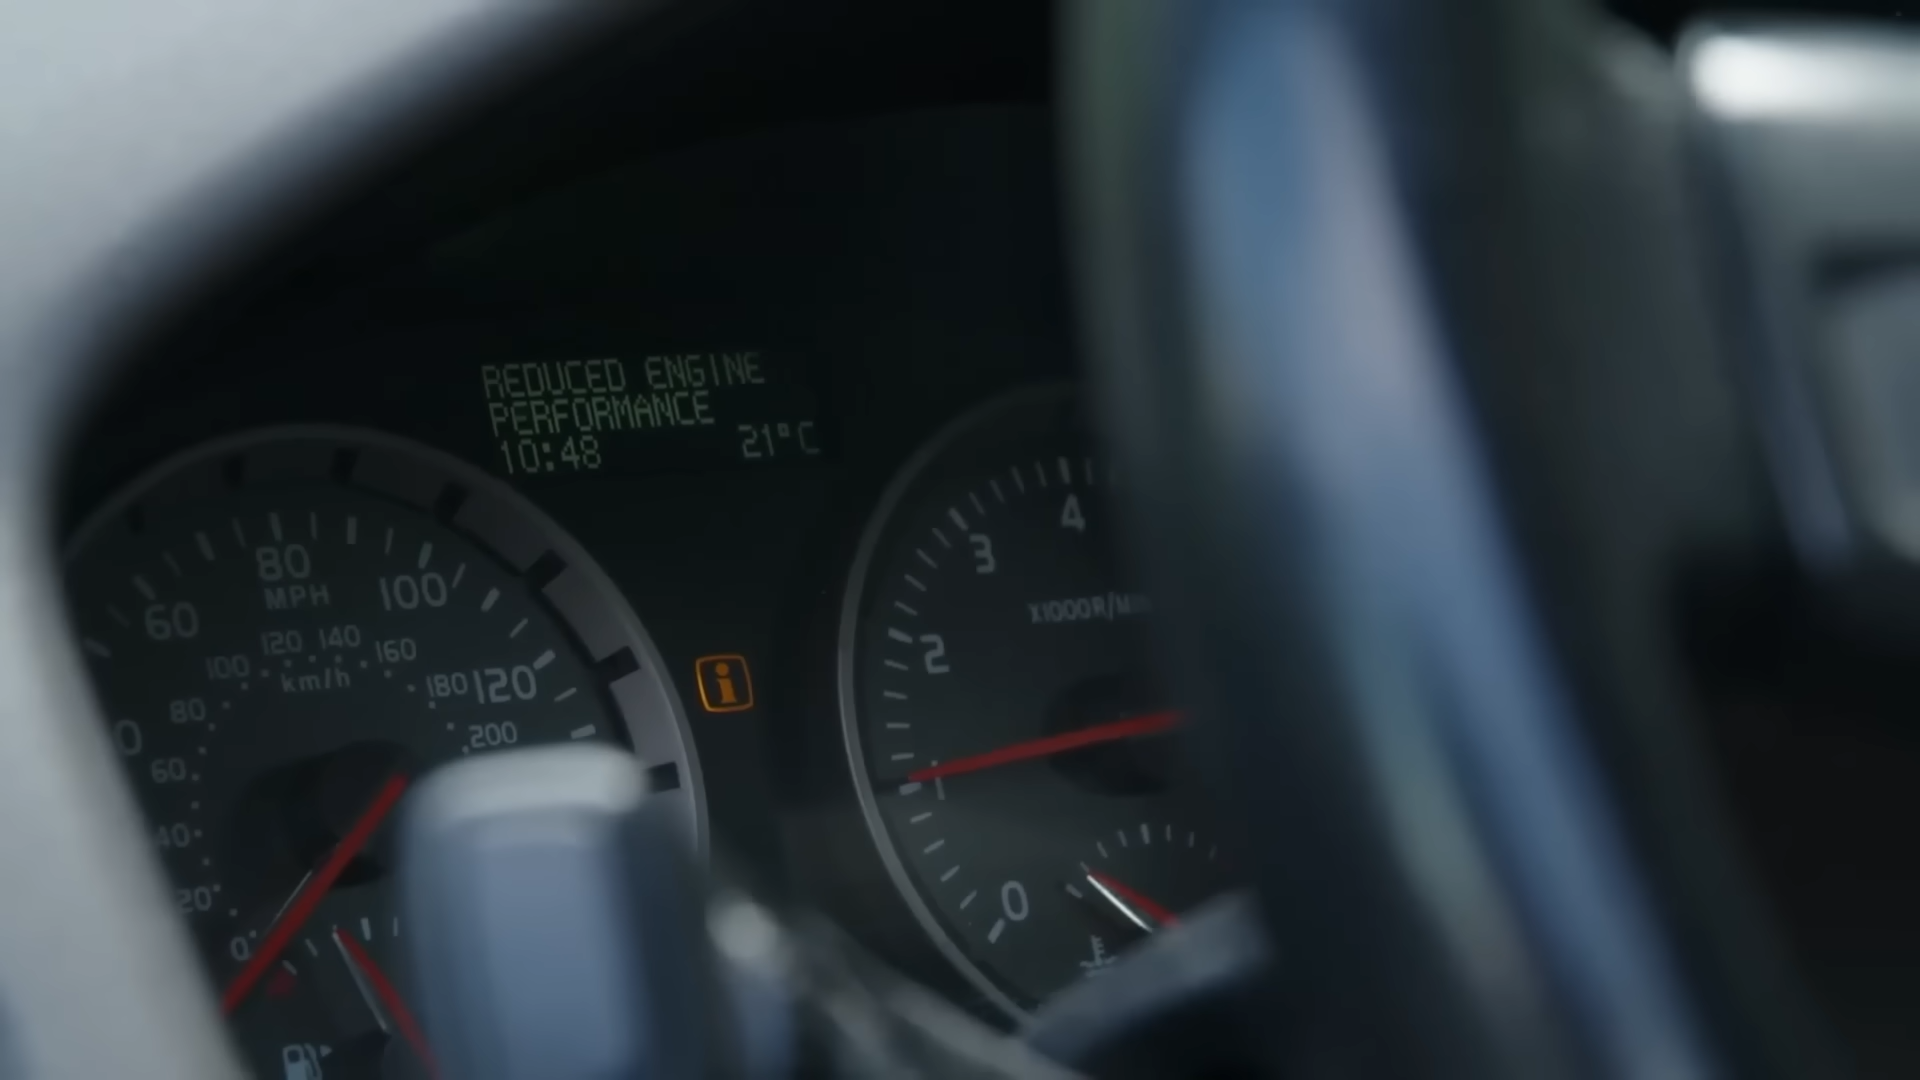 REDUCED ENGINE
PERFORMANCE
10:48 21°C
60 80 100 120
MPH
20 40 60 80 100 120 140 160 180 200
km/h
0
0 1 2 3 4
X1000R/MIN